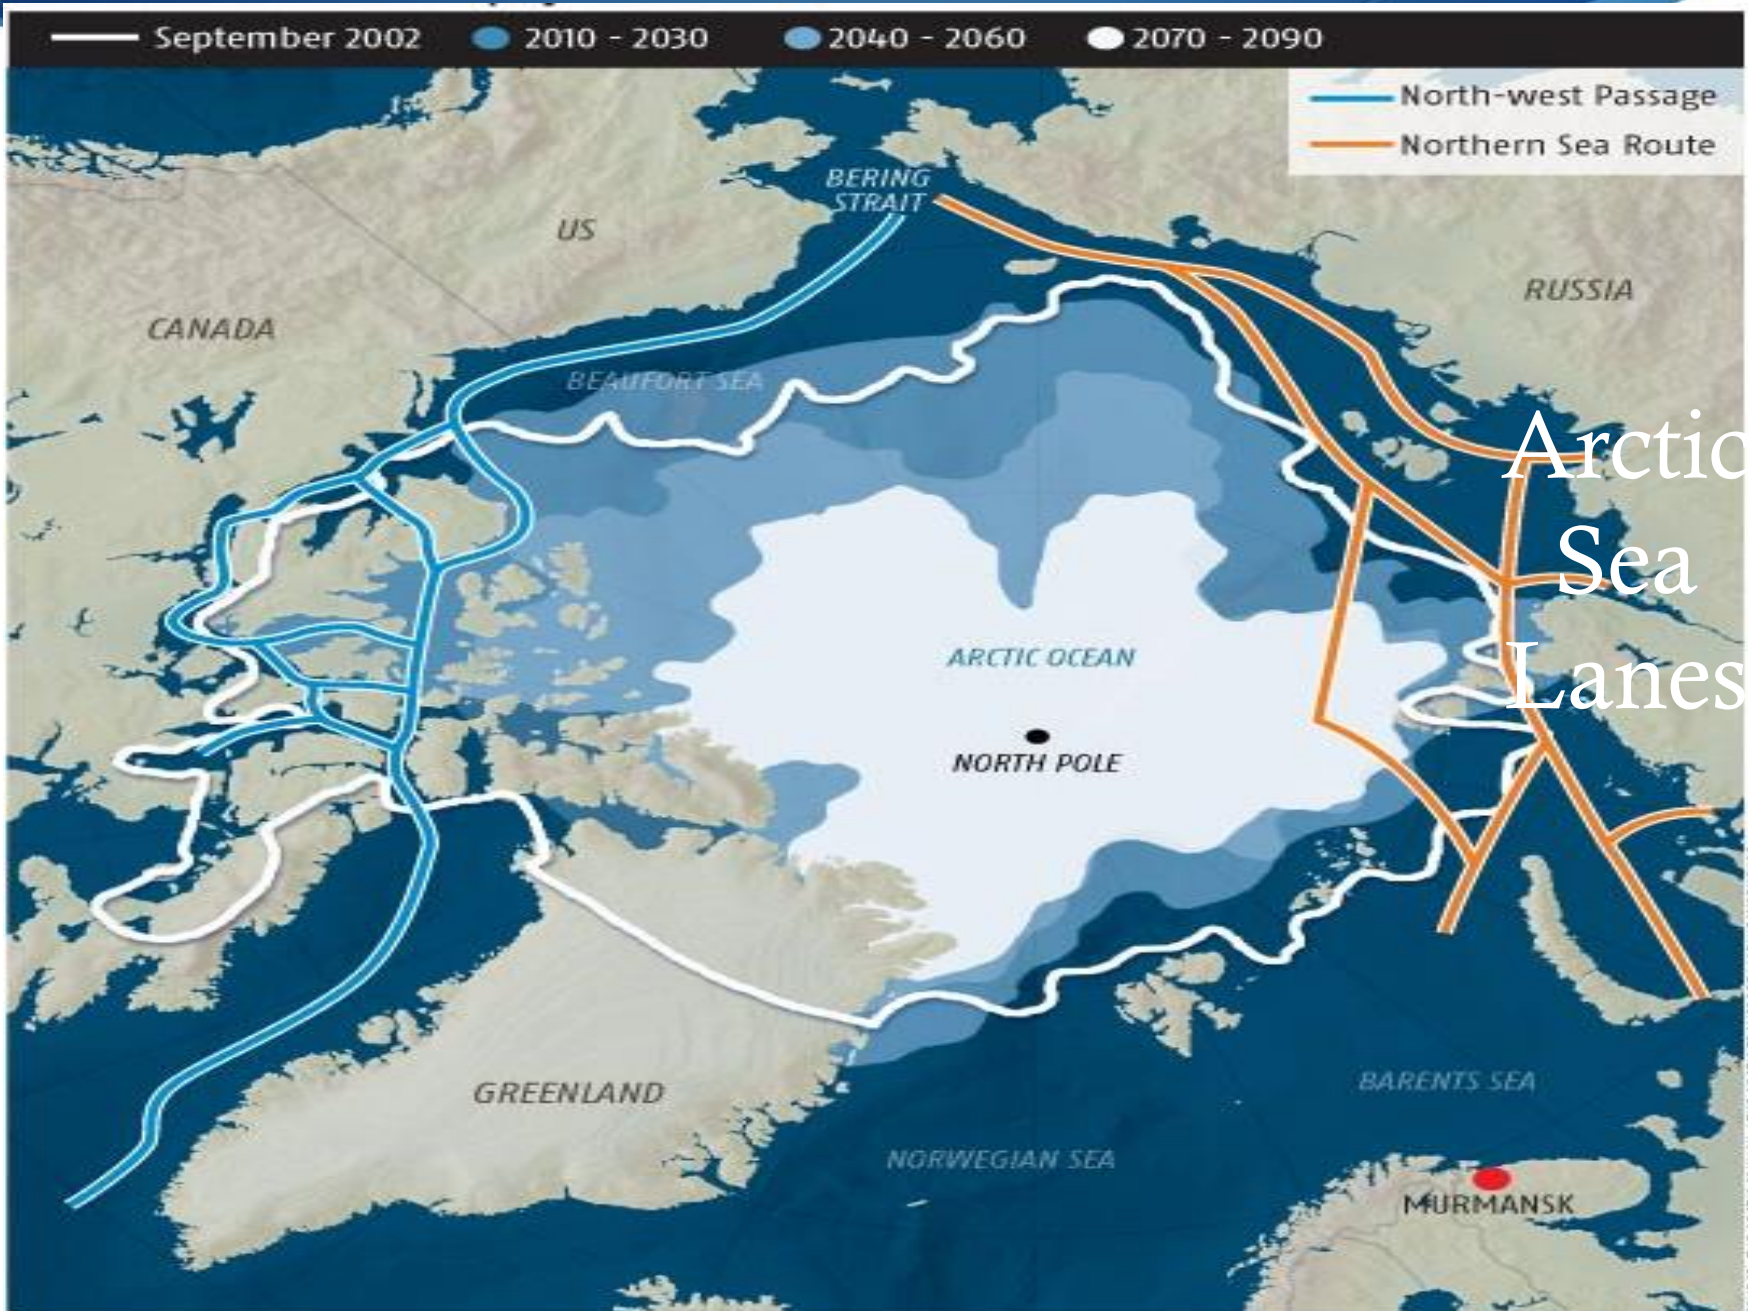 September 2002 2010 - 2030 2040 - 2060 2070 - 2090
North-west Passage
Northern Sea Route
BERING
STRAIT
US
RUSSIA
CANADA
BEAUFORT SEA
Arctic
Sea
Lanes
ARCTIC OCEAN
NORTH POLE
GREENLAND
BARENTS SEA
NORWEGIAN SEA
MURMANSK